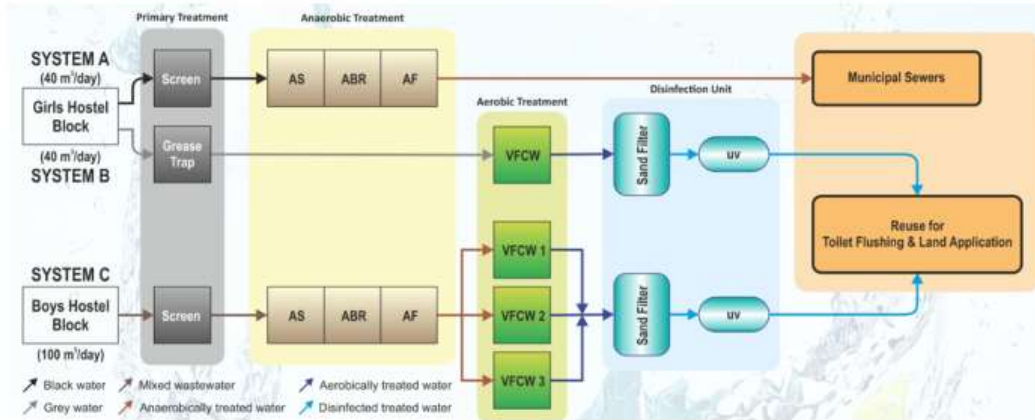 Primary Treatment
Anaerobic Treatment
SYSTEM A
(40 m³/day)
Girls Hostel
Block
(40 m³/day)
SYSTEM B
Screen
AS
ABR
AF
Municipal Sewers
Grease
Trap
Aerobic Treatment
VFCW
Disinfection Unit
Sand Filter
UV
Reuse for
Toilet Flushing & Land Application
SYSTEM C
Boys Hostel
Block
(100 m³/day)
Screen
AS
ABR
AF
VFCW 1
VFCW 2
VFCW 3
Sand Filter
UV
Black water
Mixed wastewater
Aerobically treated water
Grey water
Anaerobically treated water
Disinfected treated water